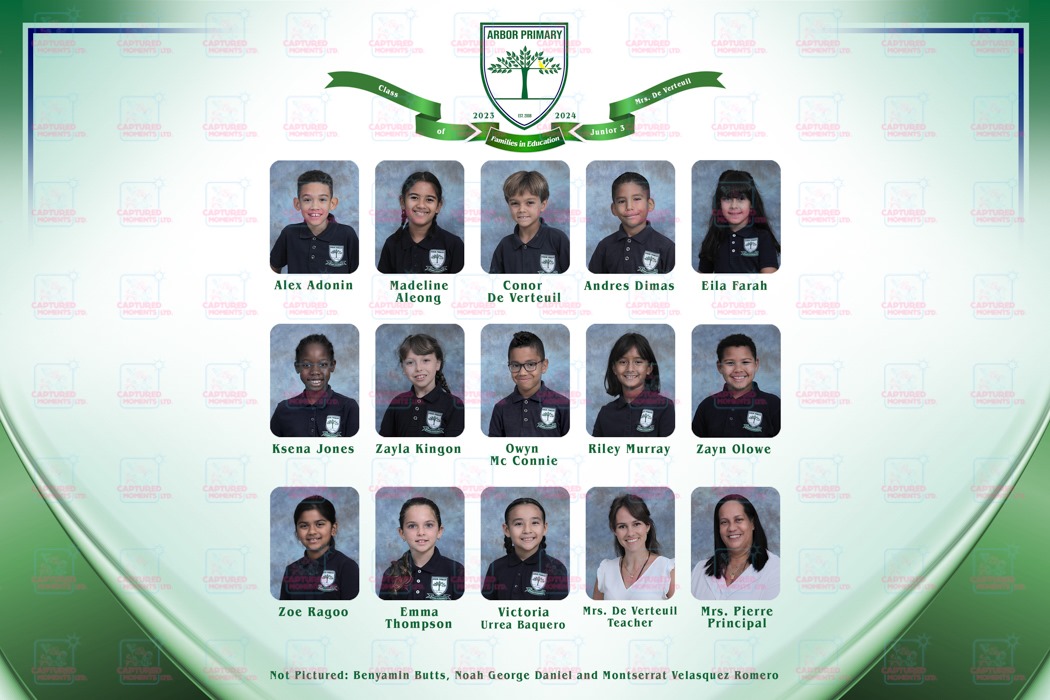 ARBOR PRIMARY
Class
of
2023
EST. 2008
2024
Junior 3
Mrs. De Verteuil
Families in Education
Alex Adonin
Madeline
Aleong
Conor
De Verteuil
Andres Dimas
Eila Farah
Ksena Jones
Zayla Kingon
Owyn
Mc Connie
Riley Murray
Zayn Olowe
Zoe Ragoo
Emma
Thompson
Victoria
Urrea Baquero
Mrs. De Verteuil
Teacher
Mrs. Pierre
Principal
Not Pictured: Benyamin Butts, Noah George Daniel and Montserrat Velasquez Romero
CAPTURED
MOMENTS LTD.